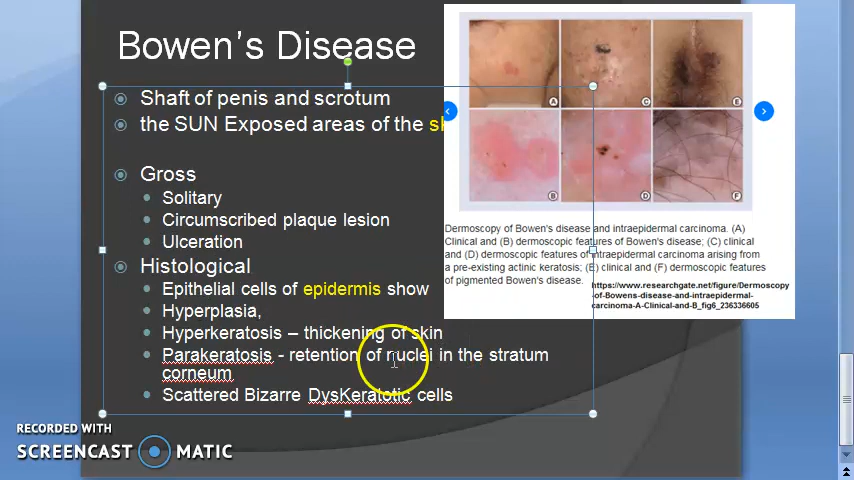 Bowen's Disease
Shaft of penis and scrotum
the SUN Exposed areas of the
Gross
Solitary
Circumscribed plaque lesion
Ulceration
Histological
Epithelial cells of epidermis show
Hyperplasia,
Hyperkeratosis – thickening of skin
Parakeratosis - retention of nuclei in the stratum
corneum
Scattered Bizarre DysKeratotic cells
A
C
E
B
D
F
Dermoscopy of Bowen's disease and intraepidermal carcinoma. (A)
Clinical and (B) dermoscopic features of Bowen's disease; (C) clinical
and (D) dermoscopic features of intraepidermal carcinoma arising from
a pre-existing actinic keratosis; (E) clinical and (F) dermoscopic features
of pigmented Bowen's disease.
https://www.researchgate.net/figure/Dermoscopy
-of-Bowens-disease-and-intraepidermal-
carcinoma-A-Clinical-and-B_fig6_236336605
RECORDED WITH
SCREENCAST MATIC